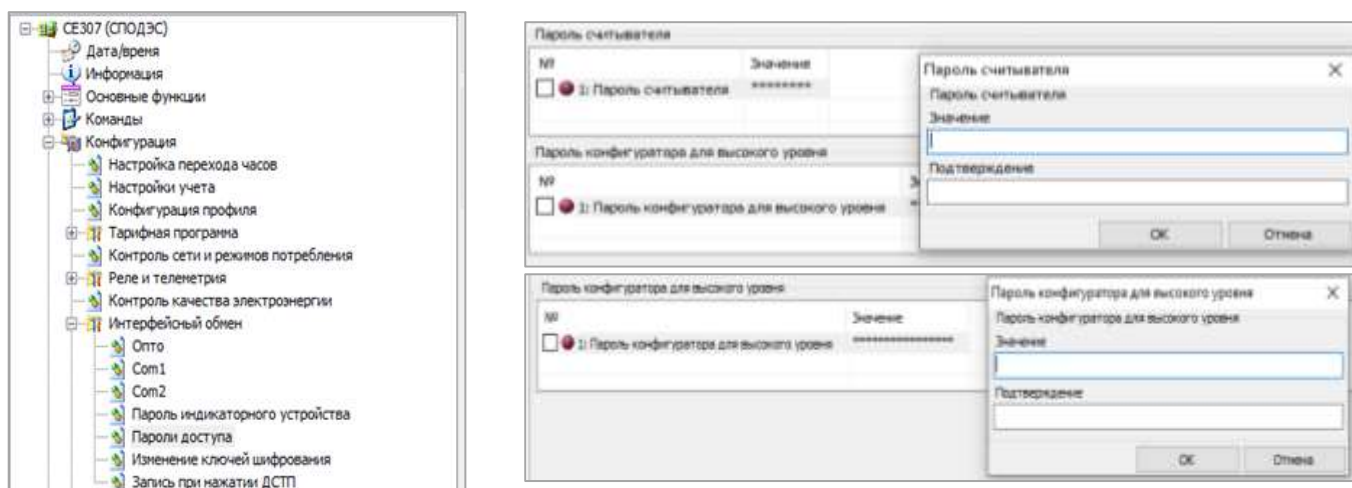 CE307 (СПОДЭС)
Дата/время
Информация
Основные функции
Команды
Конфигурация
Настройка перехода часов
Настройки учета
Конфигурация профиля
Тарифная программа
Контроль сети и режимов потребления
Реле и телеметрия
Контроль качества электроэнергии
Интерфейсный обмен
Опто
Com1
Com2
Пароль индикаторного устройства
Пароли доступа
Изменение ключей шифрования
Запись при нажатии ДСТП
Пароль считывателя
№ Значение
1: Пароль считывателя ********
Пароль конфигуратора для высокого уровня
№ З
1: Пароль конфигуратора для высокого уровня *
Пароль считывателя
Пароль считывателя
Значение
Подтверждение
OK Отмена
Пароль конфигуратора для высокого уровня
№ Значение
1: Пароль конфигуратора для высокого уровня ****************
Пароль конфигуратора для высокого уровня
Пароль конфигуратора для высокого уровня
Значение
Подтверждение
OK Отмена